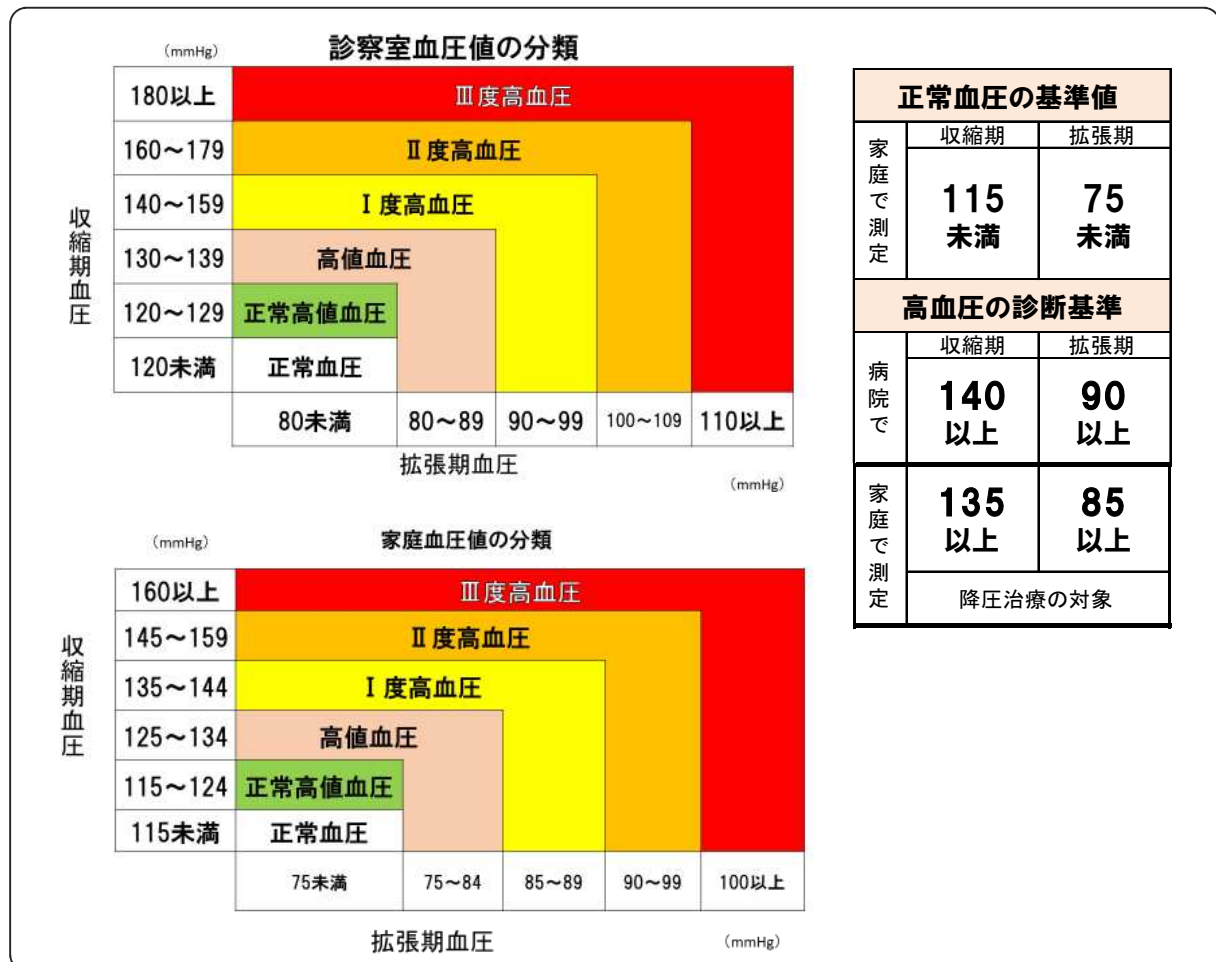 診察室血圧値の分類
（mmHg）
180以上
Ⅲ度高血圧
160～179
Ⅱ度高血圧
140～159
Ⅰ度高血圧
130～139
高値血圧
120～129
正常高値血圧
120未満
正常血圧
収縮期血圧
80未満
80～89
90～99
100～109
110以上
拡張期血圧
（mmHg）
家庭血圧値の分類
（mmHg）
160以上
Ⅲ度高血圧
145～159
Ⅱ度高血圧
135～144
Ⅰ度高血圧
125～134
高値血圧
115～124
正常高値血圧
115未満
正常血圧
収縮期血圧
75未満
75～84
85～89
90～99
100以上
拡張期血圧
（mmHg）
正常血圧の基準値
家庭で測定
収縮期
拡張期
115
未満
75
未満
高血圧の診断基準
病院で
収縮期
拡張期
140
以上
90
以上
家庭で測定
135
以上
85
以上
降圧治療の対象